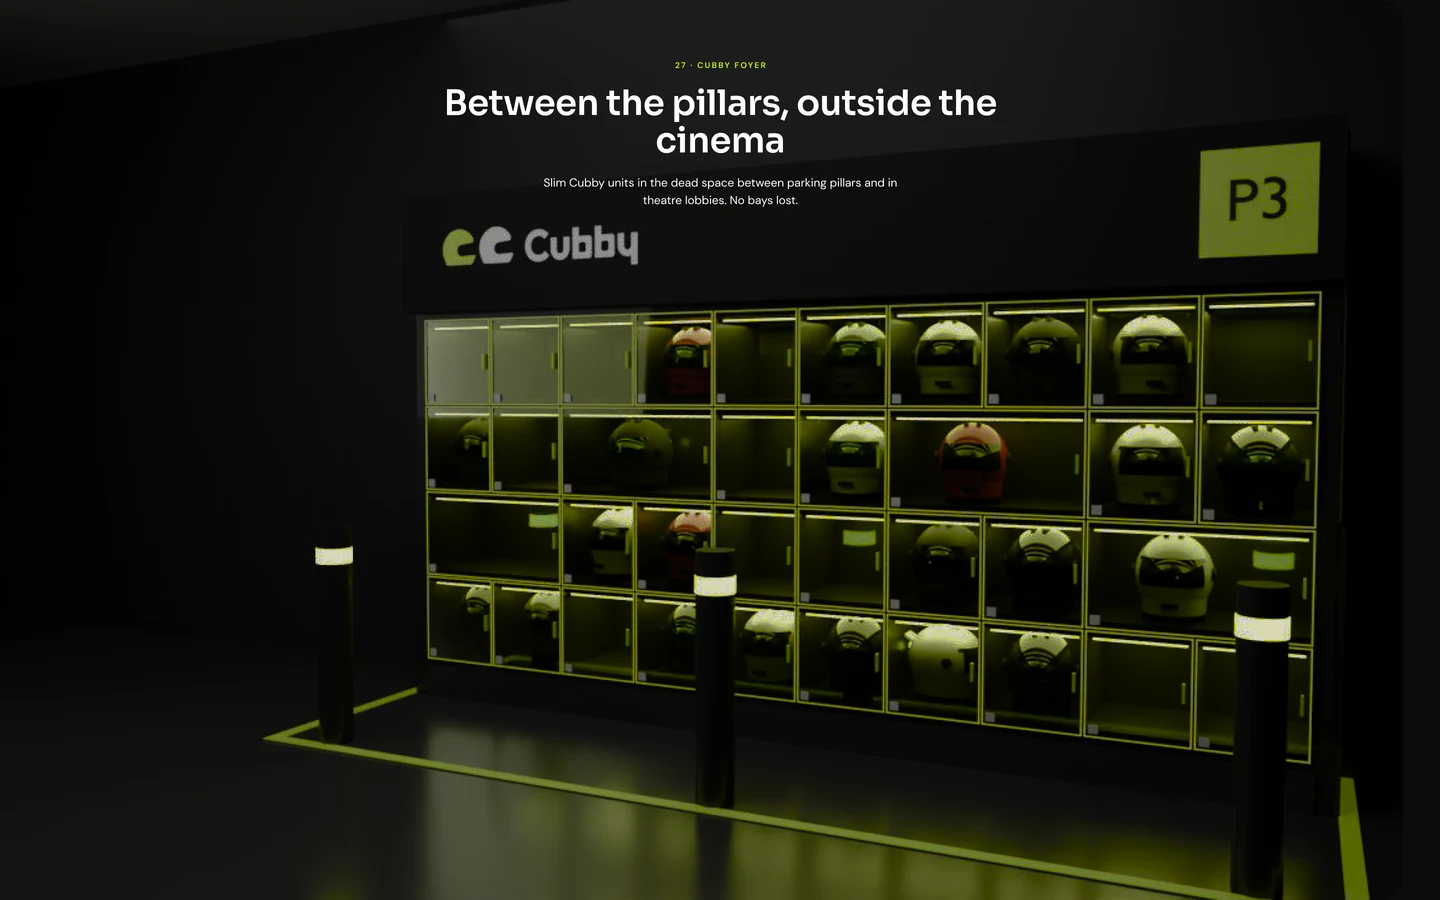 27 · CUBBY FOYER
Between the pillars, outside the
cinema
Slim Cubby units in the dead space between parking pillars and in
theatre lobbies. No bays lost.
P3
Cubby